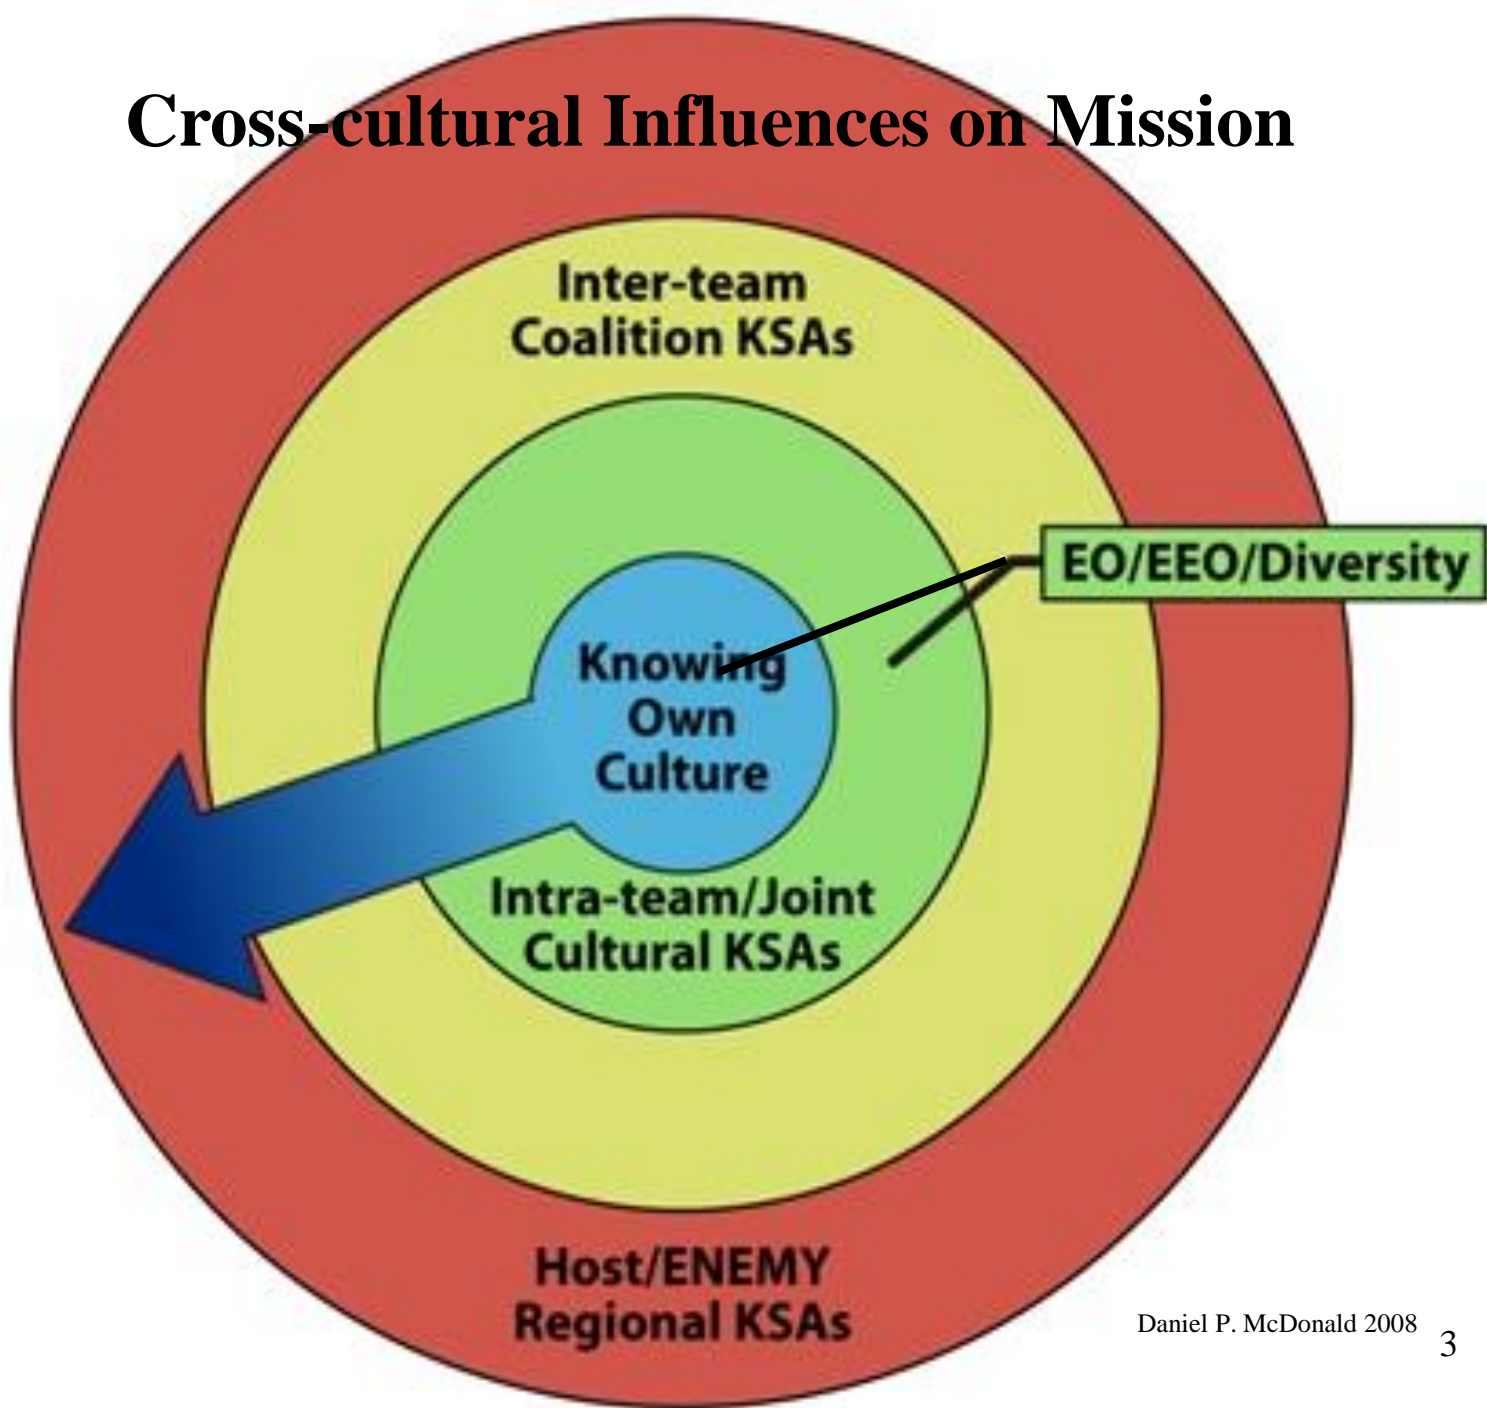 Cross-cultural Influences on Mission
Inter-team
Coalition KSAs
EO/EEO/Diversity
Knowing
Own
Culture
Intra-team/Joint
Cultural KSAs
Host/ENEMY
Regional KSAs
Daniel P. McDonald 2008
3